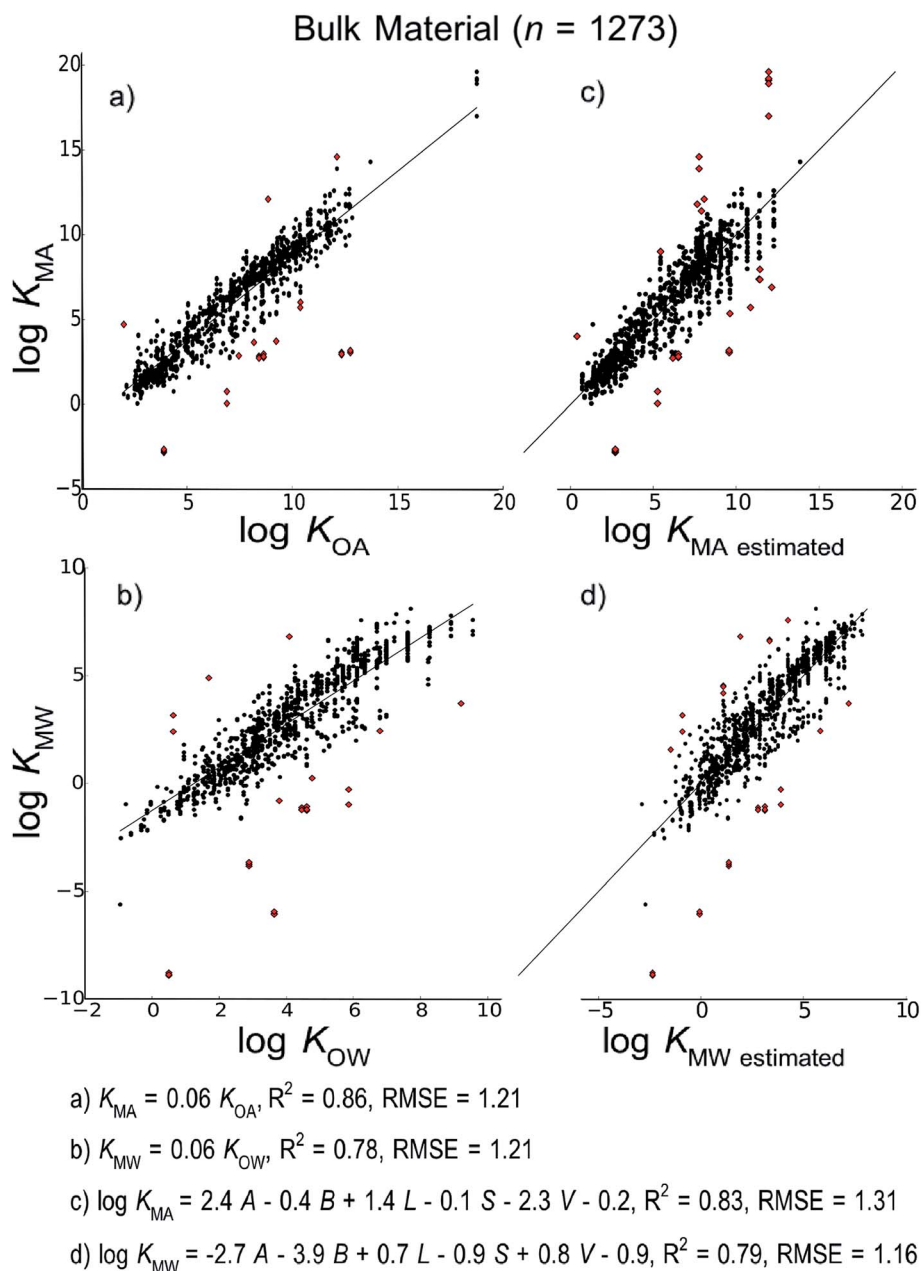 Bulk Material (n = 1273)
a)
20
15
10
5
0
−5
log K_MA
0 5 10 15 20
log K_OA
c)
0 5 10 15 20
log K_MA estimated
b)
10
5
0
−5
−10
log K_MW
−2 0 2 4 6 8 10
log K_OW
d)
−5 0 5 10
log K_MW estimated
a) K_MA = 0.06 K_OA, R² = 0.86, RMSE = 1.21
b) K_MW = 0.06 K_OW, R² = 0.78, RMSE = 1.21
c) log K_MA = 2.4 A - 0.4 B + 1.4 L - 0.1 S - 2.3 V - 0.2, R² = 0.83, RMSE = 1.31
d) log K_MW = -2.7 A - 3.9 B + 0.7 L - 0.9 S + 0.8 V - 0.9, R² = 0.79, RMSE = 1.16